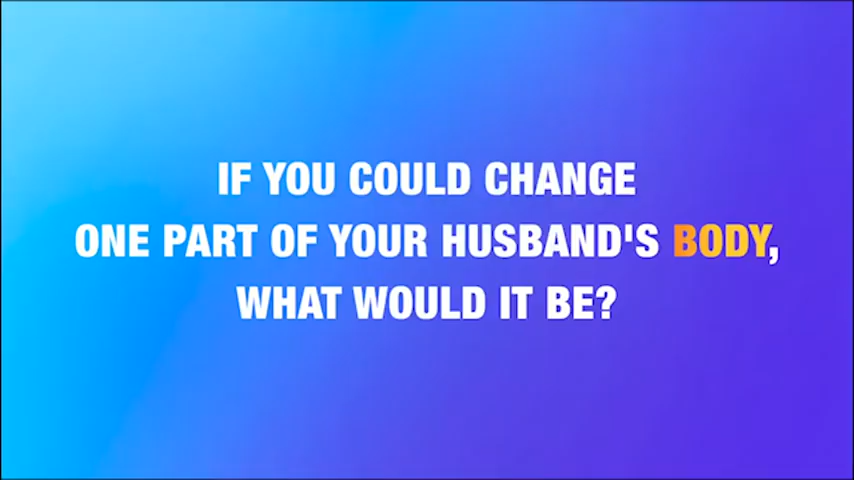 IF YOU COULD CHANGE
ONE PART OF YOUR HUSBAND'S BODY,
WHAT WOULD IT BE?